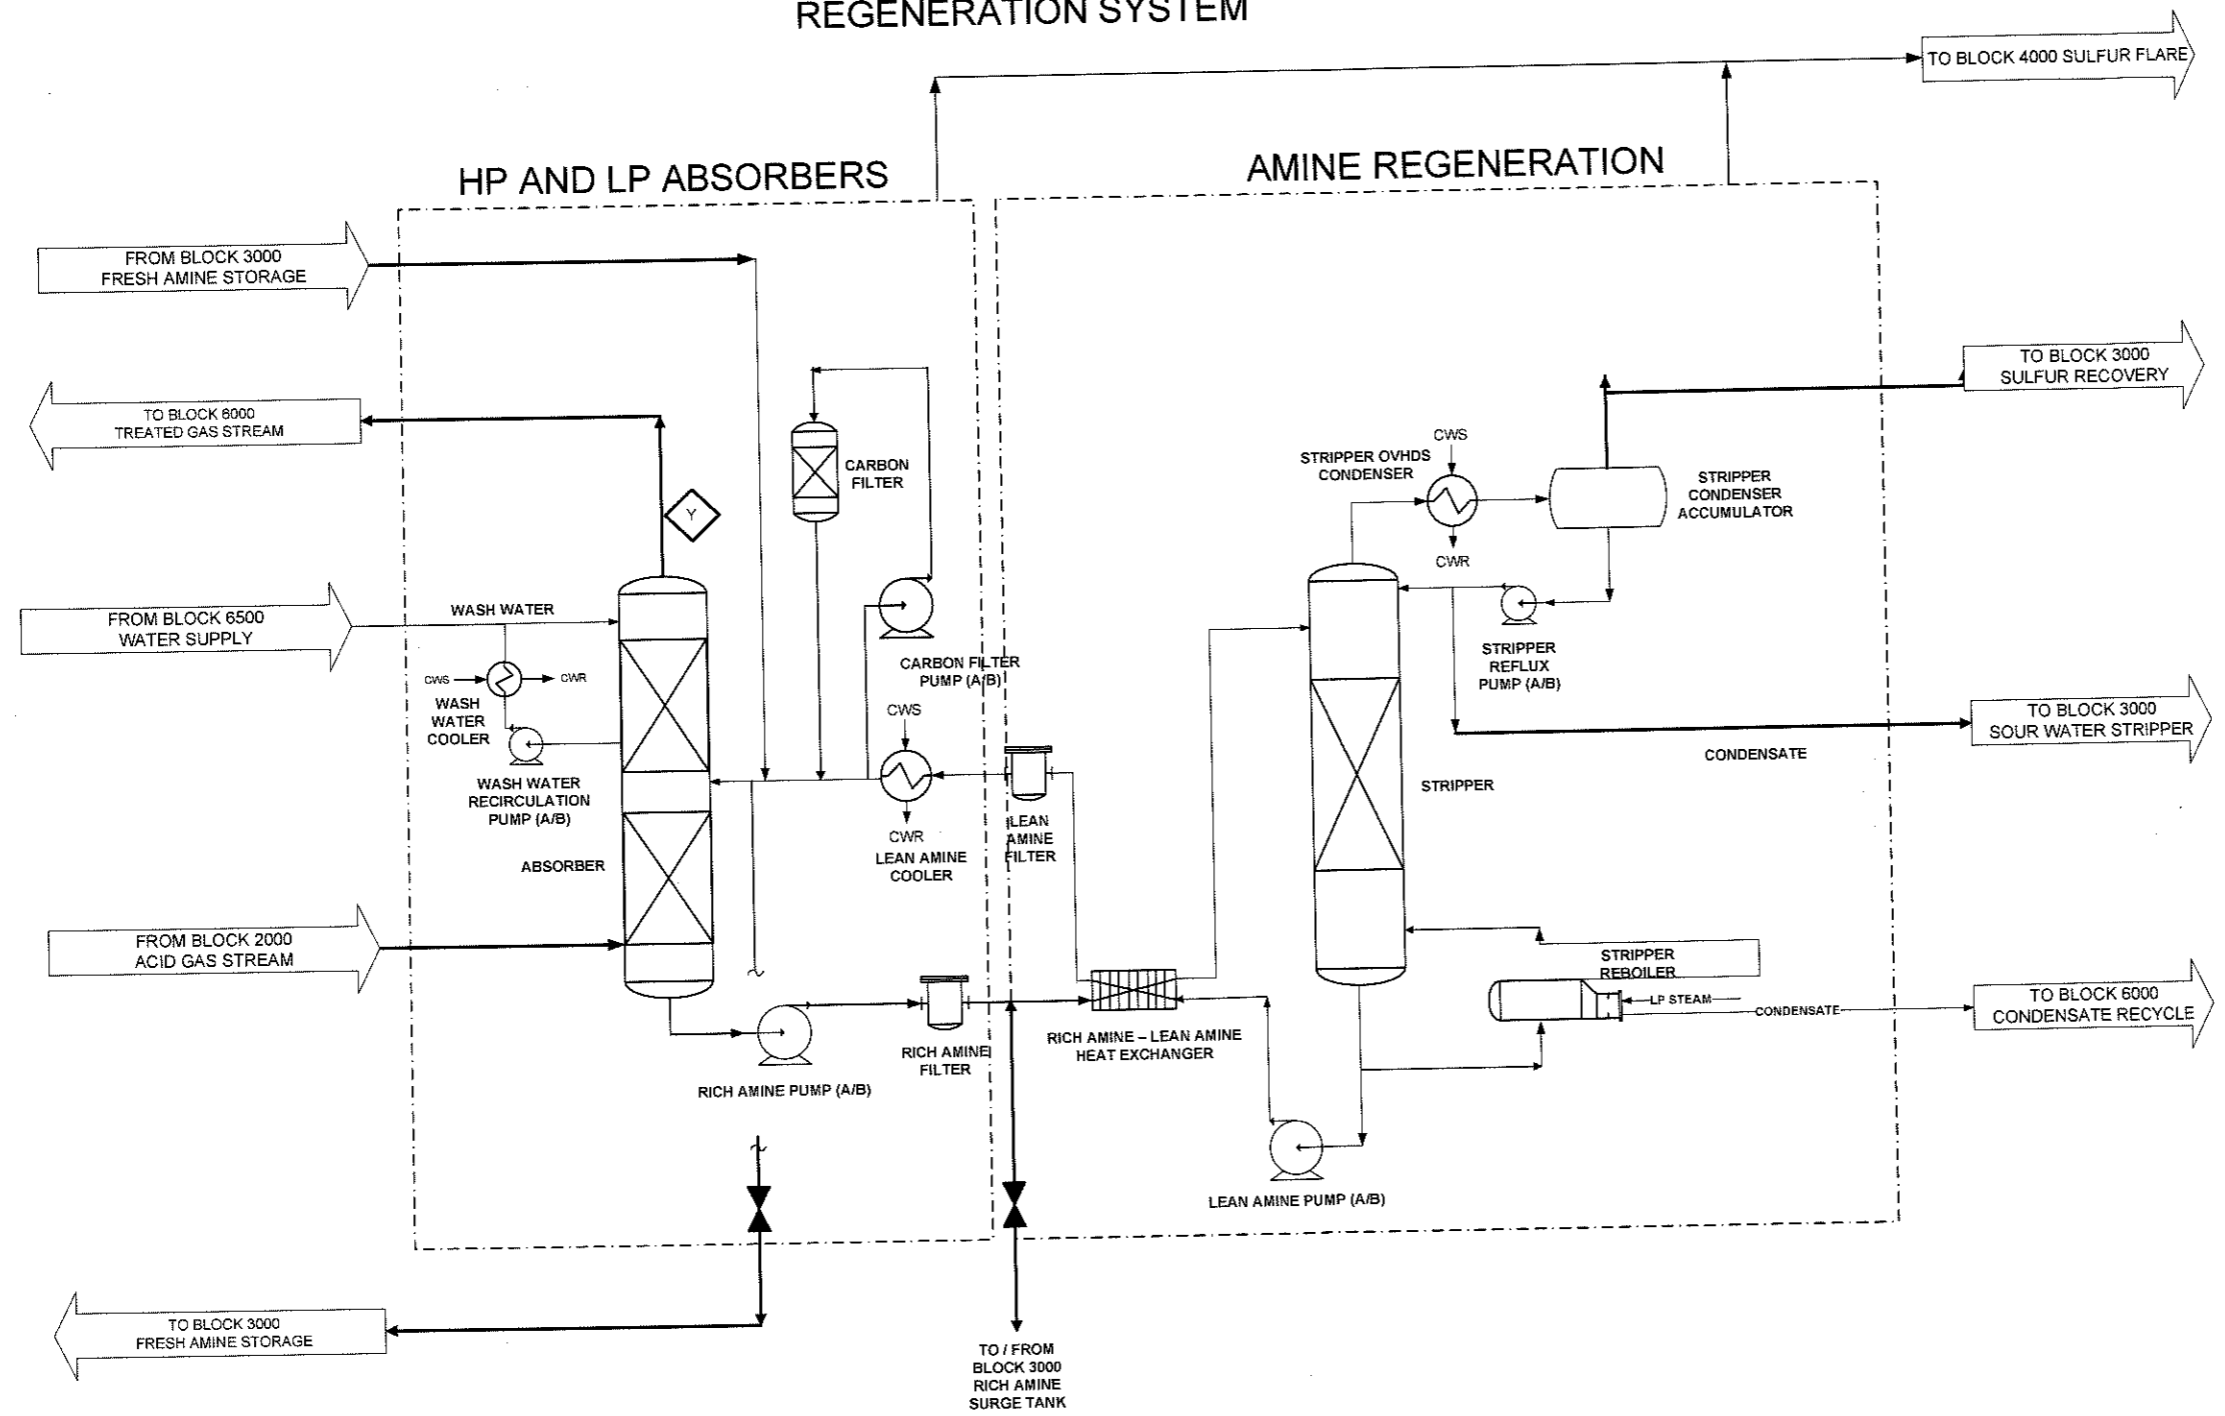 REGENERATION SYSTEM
TO BLOCK 4000 SULFUR FLARE
HP AND LP ABSORBERS
AMINE REGENERATION
FROM BLOCK 3000
FRESH AMINE STORAGE
TO BLOCK 3000
SULFUR RECOVERY
TO BLOCK 6000
TREATED GAS STREAM
Y
CARBON
FILTER
CWS
STRIPPER OVHDS
CONDENSER
CWR
STRIPPER
CONDENSER
ACCUMULATOR
FROM BLOCK 6500
WATER SUPPLY
WASH WATER
CWS
CWR
WASH
WATER
COOLER
WASH WATER
RECIRCULATION
PUMP (A/B)
CARBON FILTER
PUMP (A/B)
CWS
CWR
LEAN AMINE
COOLER
LEAN
AMINE
FILTER
STRIPPER
REFLUX
PUMP (A/B)
TO BLOCK 3000
SOUR WATER STRIPPER
CONDENSATE
STRIPPER
ABSORBER
FROM BLOCK 2000
ACID GAS STREAM
STRIPPER
REBOILER
LP STEAM
CONDENSATE
TO BLOCK 6000
CONDENSATE RECYCLE
RICH AMINE
FILTER
RICH AMINE – LEAN AMINE
HEAT EXCHANGER
RICH AMINE PUMP (A/B)
LEAN AMINE PUMP (A/B)
TO BLOCK 3000
FRESH AMINE STORAGE
TO / FROM
BLOCK 3000
RICH AMINE
SURGE TANK